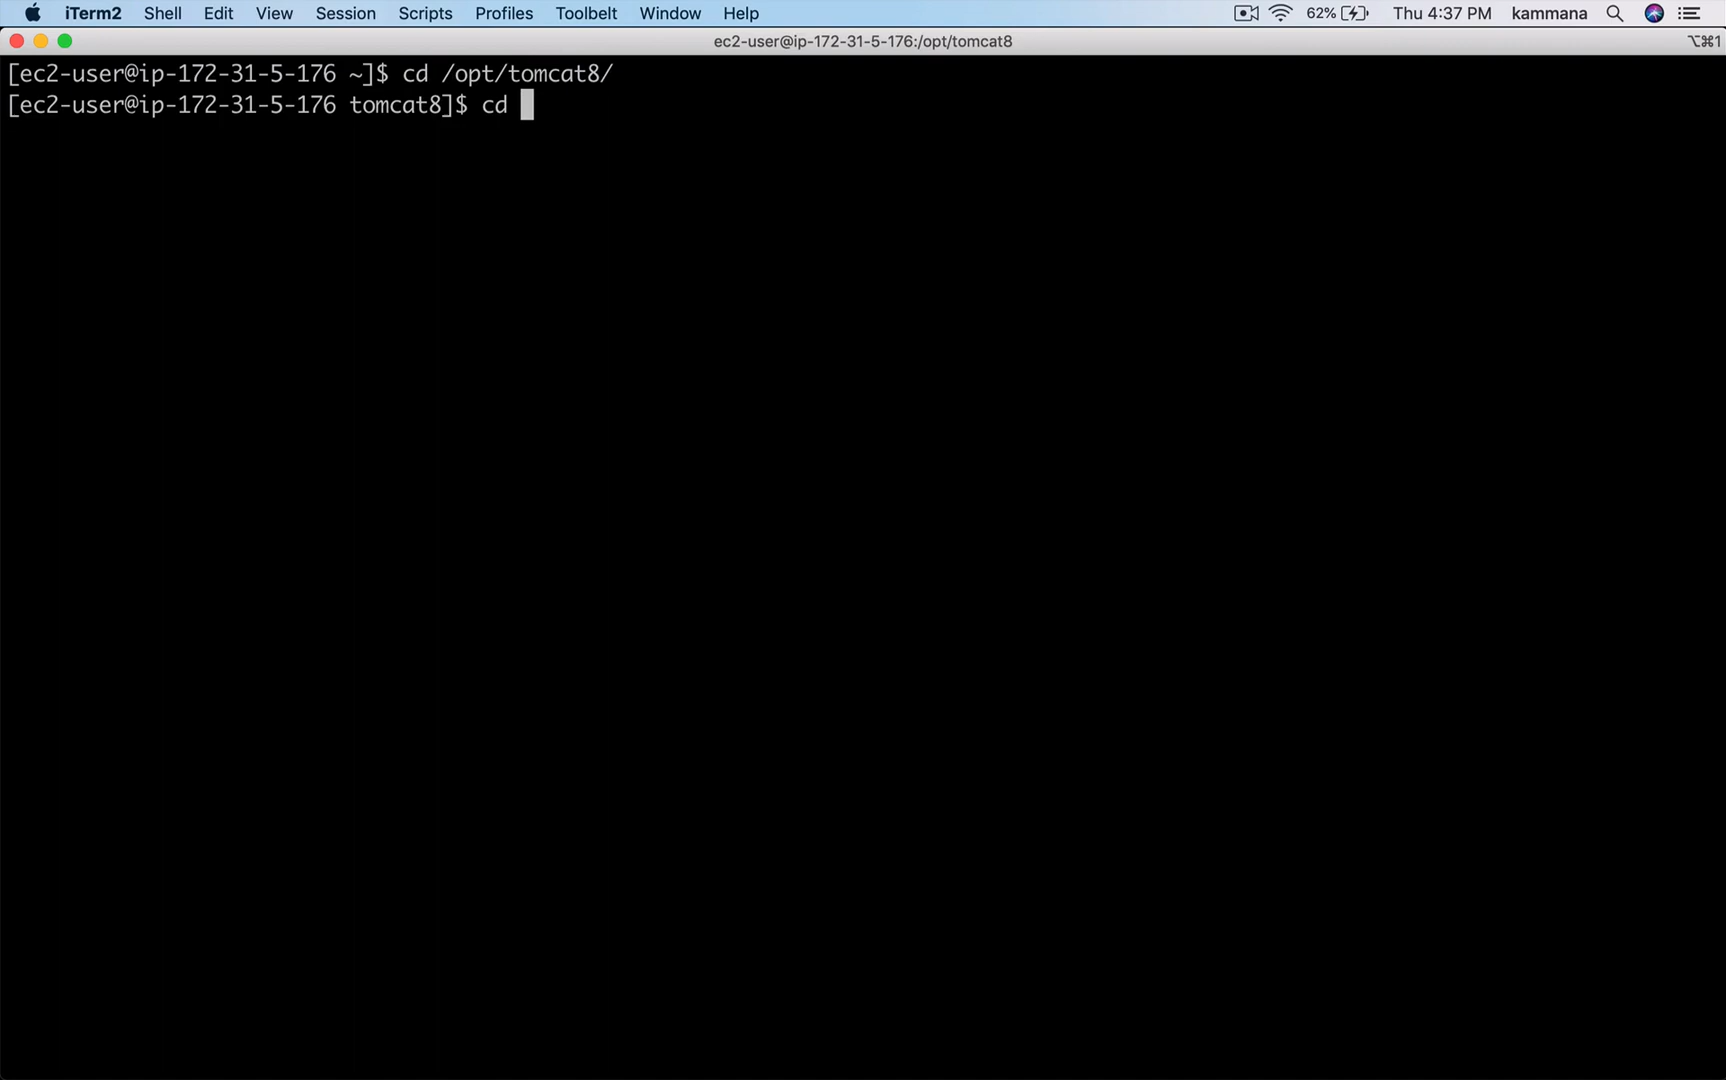 iTerm2 Shell Edit View Session Scripts Profiles Toolbelt Window Help 62% Thu 4:37 PM kammana
ec2-user@ip-172-31-5-176:/opt/tomcat8 ⌥⌘1
[ec2-user@ip-172-31-5-176 ~]$ cd /opt/tomcat8/
[ec2-user@ip-172-31-5-176 tomcat8]$ cd